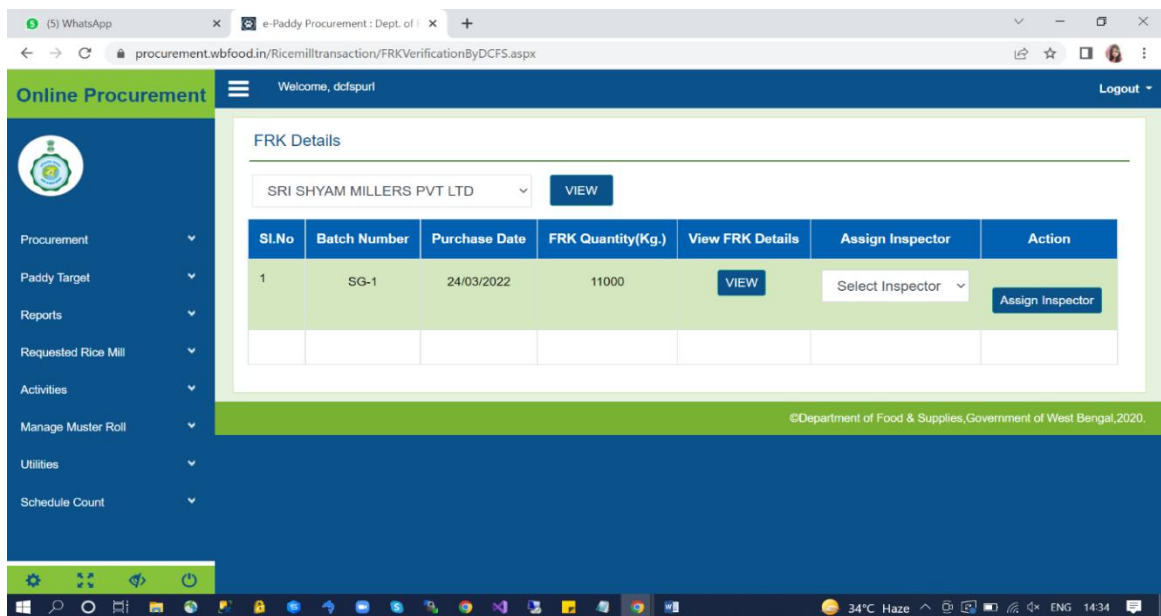 (5) WhatsApp
e-Paddy Procurement : Dept. of
procurement.wbfood.in/Ricemilltransaction/FRKVerificationByDCFS.aspx
Online Procurement
Welcome, dcfspurl
Logout
FRK Details
SRI SHYAM MILLERS PVT LTD
VIEW
SI.No Batch Number Purchase Date FRK Quantity(Kg.) View FRK Details Assign Inspector Action
1 SG-1 24/03/2022 11000 VIEW Select Inspector Assign Inspector
Procurement
Paddy Target
Reports
Requested Rice Mill
Activities
Manage Muster Roll
Utilities
Schedule Count
©Department of Food & Supplies,Government of West Bengal,2020.
34°C Haze ENG 14:34